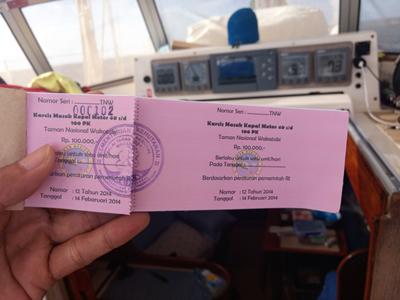 Nomor Seri : ..............TNW
000102
Karcis Masuk Kapal Motor 40 s/d
100 PK
Taman Nasional Wakatobi
Rp. 100.000,-
Berlaku untuk satu unit/hari
Tanggal
Berdasarkan peraturan pemerintah RI
Nomor : 12 Tahun 2014
Tanggal : 14 Februari 2014
Nomor Seri : ..............TNW
Karcis Masuk Kapal Motor 40 s/d
100 PK
Taman Nasional Wakatobi
Rp. 100.000,-
Berlaku untuk satu unit/hari
Pada Tanggal
Berdasarkan peraturan pemerintah RI
Nomor : 12 Tahun 2014
Tanggal : 14 Februari 2014